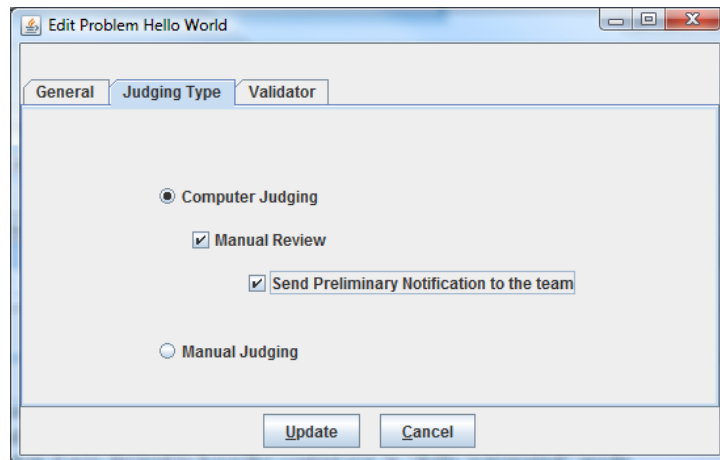 Edit Problem Hello World
General Judging Type Validator
Computer Judging
Manual Review
Send Preliminary Notification to the team
Manual Judging
Update Cancel